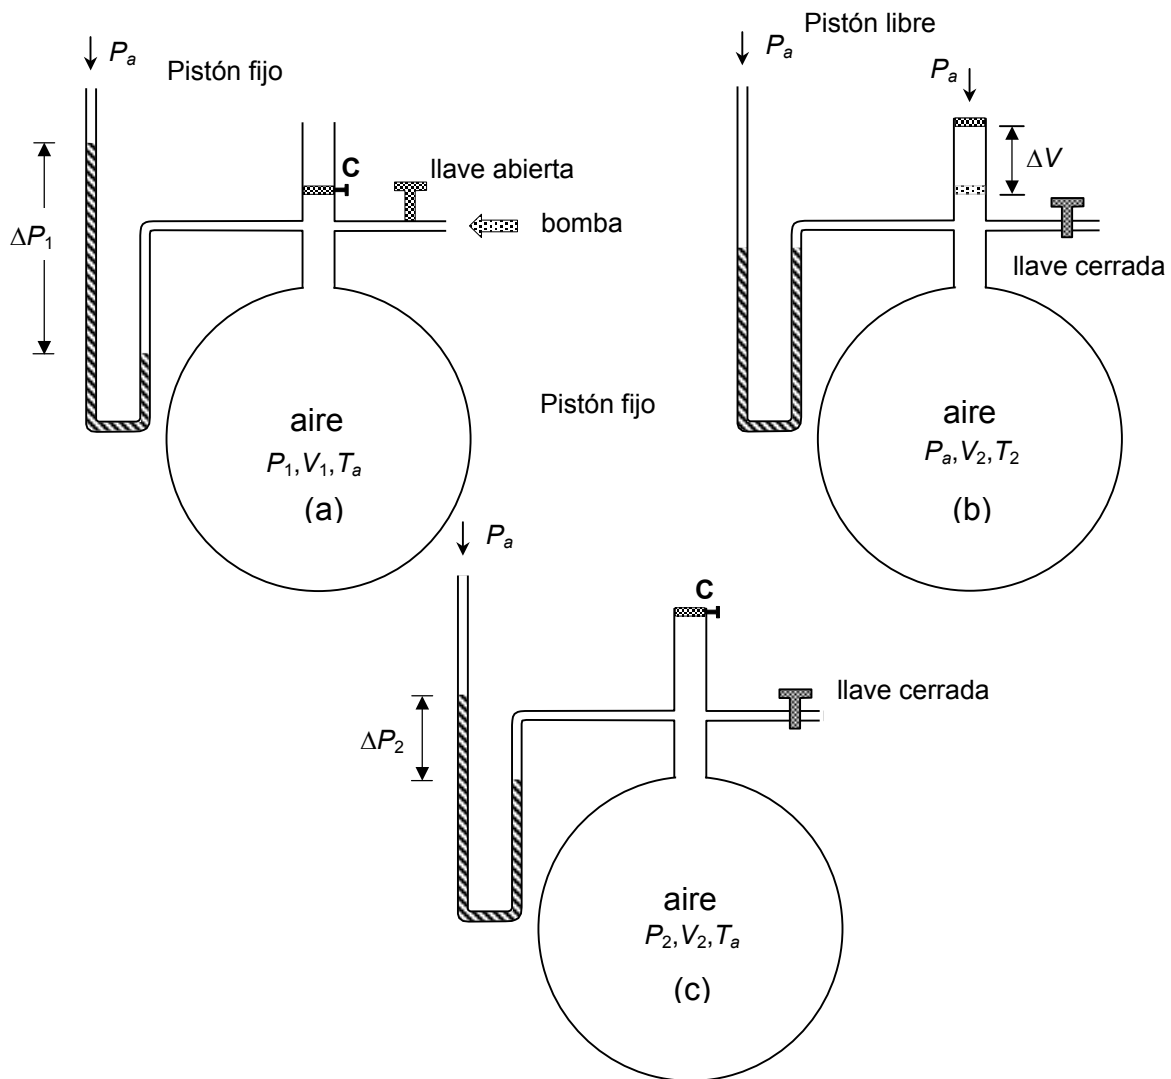 P_a
Pistón fijo
C
llave abierta
ΔP_1
bomba
aire
P_1, V_1, T_a
(a)
Pistón libre
P_a
P_a
ΔV
llave cerrada
aire
P_a, V_2, T_2
(b)
Pistón fijo
P_a
C
llave cerrada
ΔP_2
aire
P_2, V_2, T_a
(c)